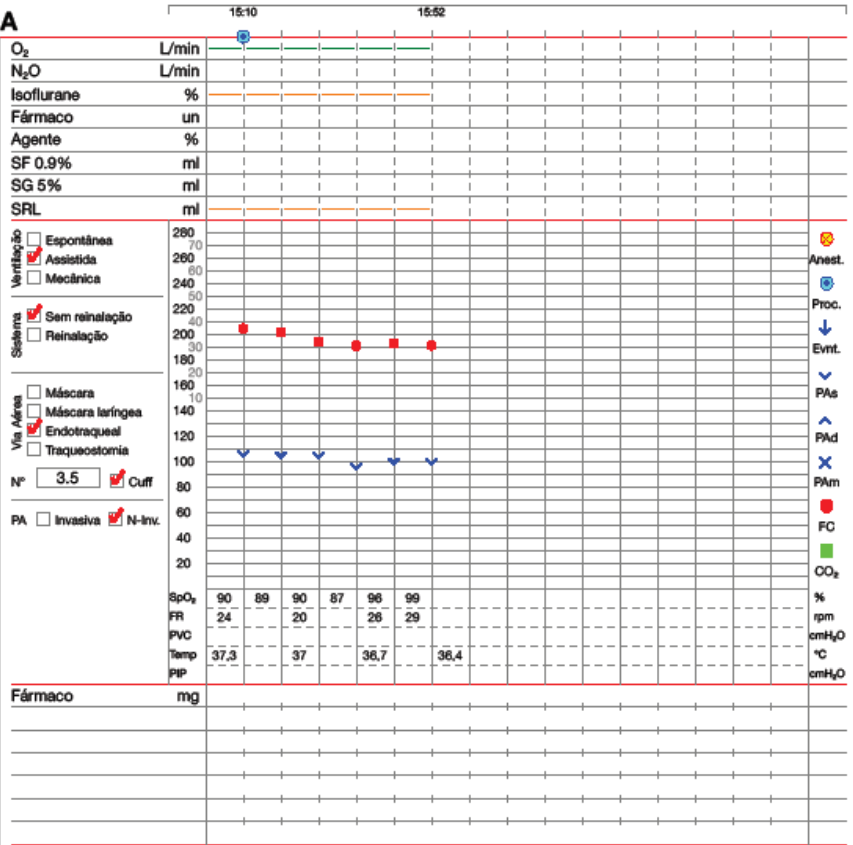 A
15:10 15:52
O₂ L/min
N₂O L/min
Isoflurane %
Fármaco un
Agente %
SF 0.9% ml
SG 5% ml
SRL ml
Ventilação
Espontânea
Assistida
Mecânica
Sistema
Sem reinalação
Reinalação
Via Aérea
Máscara
Máscara laríngea
Endotraqueal
Traqueostomia
Nº 3.5 Cuff
PA Invasiva N-Inv.
280
70
260
60
240
50
220
40
200
30
180
20
160
10
140
120
100
80
60
40
20
Anest.
Proc.
Evnt.
PAs
PAd
PAm
FC
CO₂
SpO₂ 90 89 90 87 96 99 %
FR 24 20 26 29 rpm
PVC cmH₂O
Temp 37,3 37 36,7 36,4 °C
PIP cmH₂O
Fármaco mg